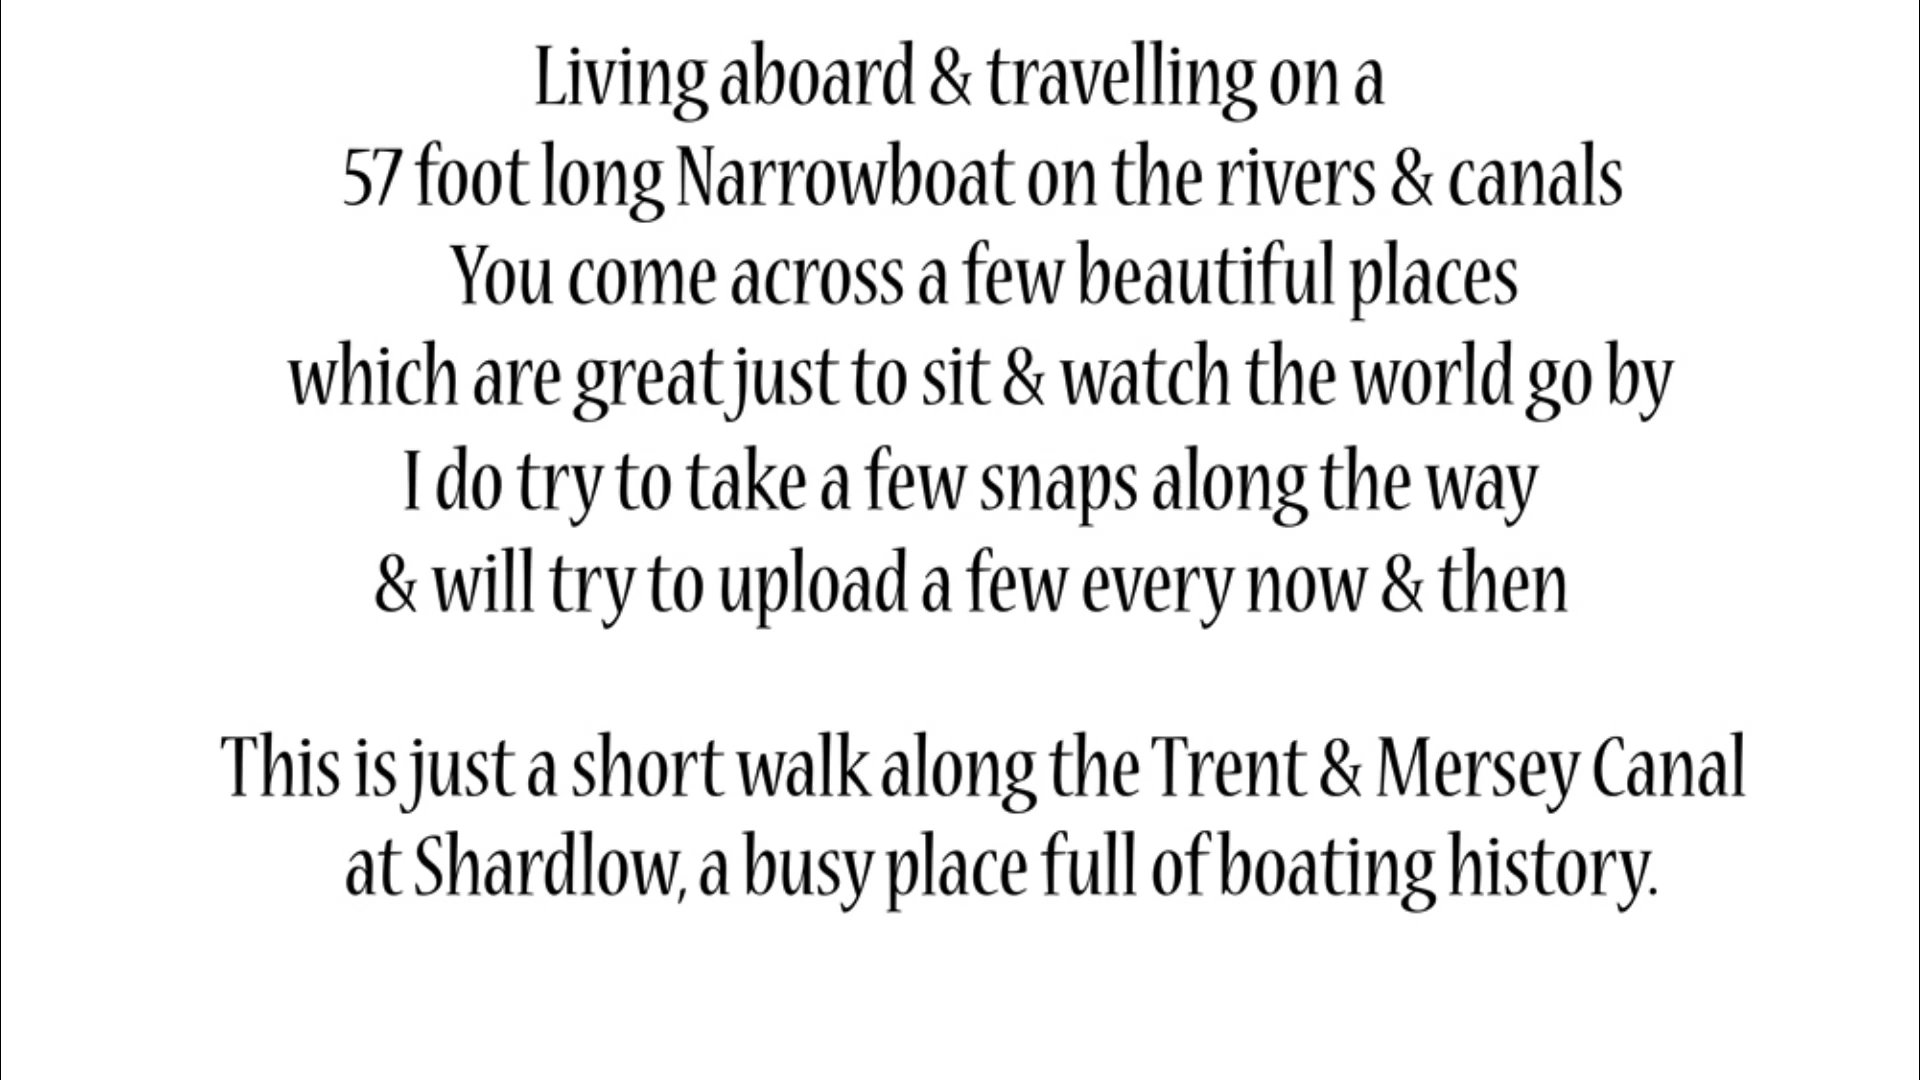 Living aboard & travelling on a
57 foot long Narrowboat on the rivers & canals
You come across a few beautiful places
which are great just to sit & watch the world go by
I do try to take a few snaps along the way
& will try to upload a few every now & then
This is just a short walk along the Trent & Mersey Canal
at Shardlow, a busy place full of boating history.